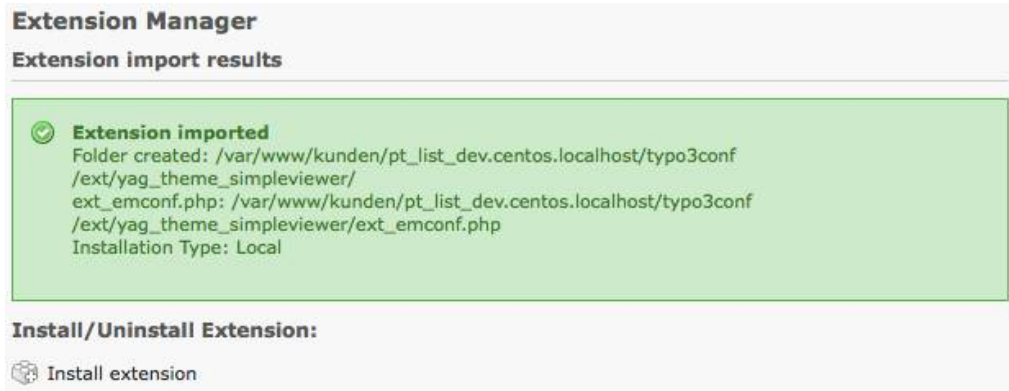 Extension Manager
Extension import results
Extension imported
Folder created: /var/www/kunden/pt_list_dev.centos.localhost/typo3conf
/ext/yag_theme_simpleviewer/
ext_emconf.php: /var/www/kunden/pt_list_dev.centos.localhost/typo3conf
/ext/yag_theme_simpleviewer/ext_emconf.php
Installation Type: Local
Install/Uninstall Extension:
Install extension